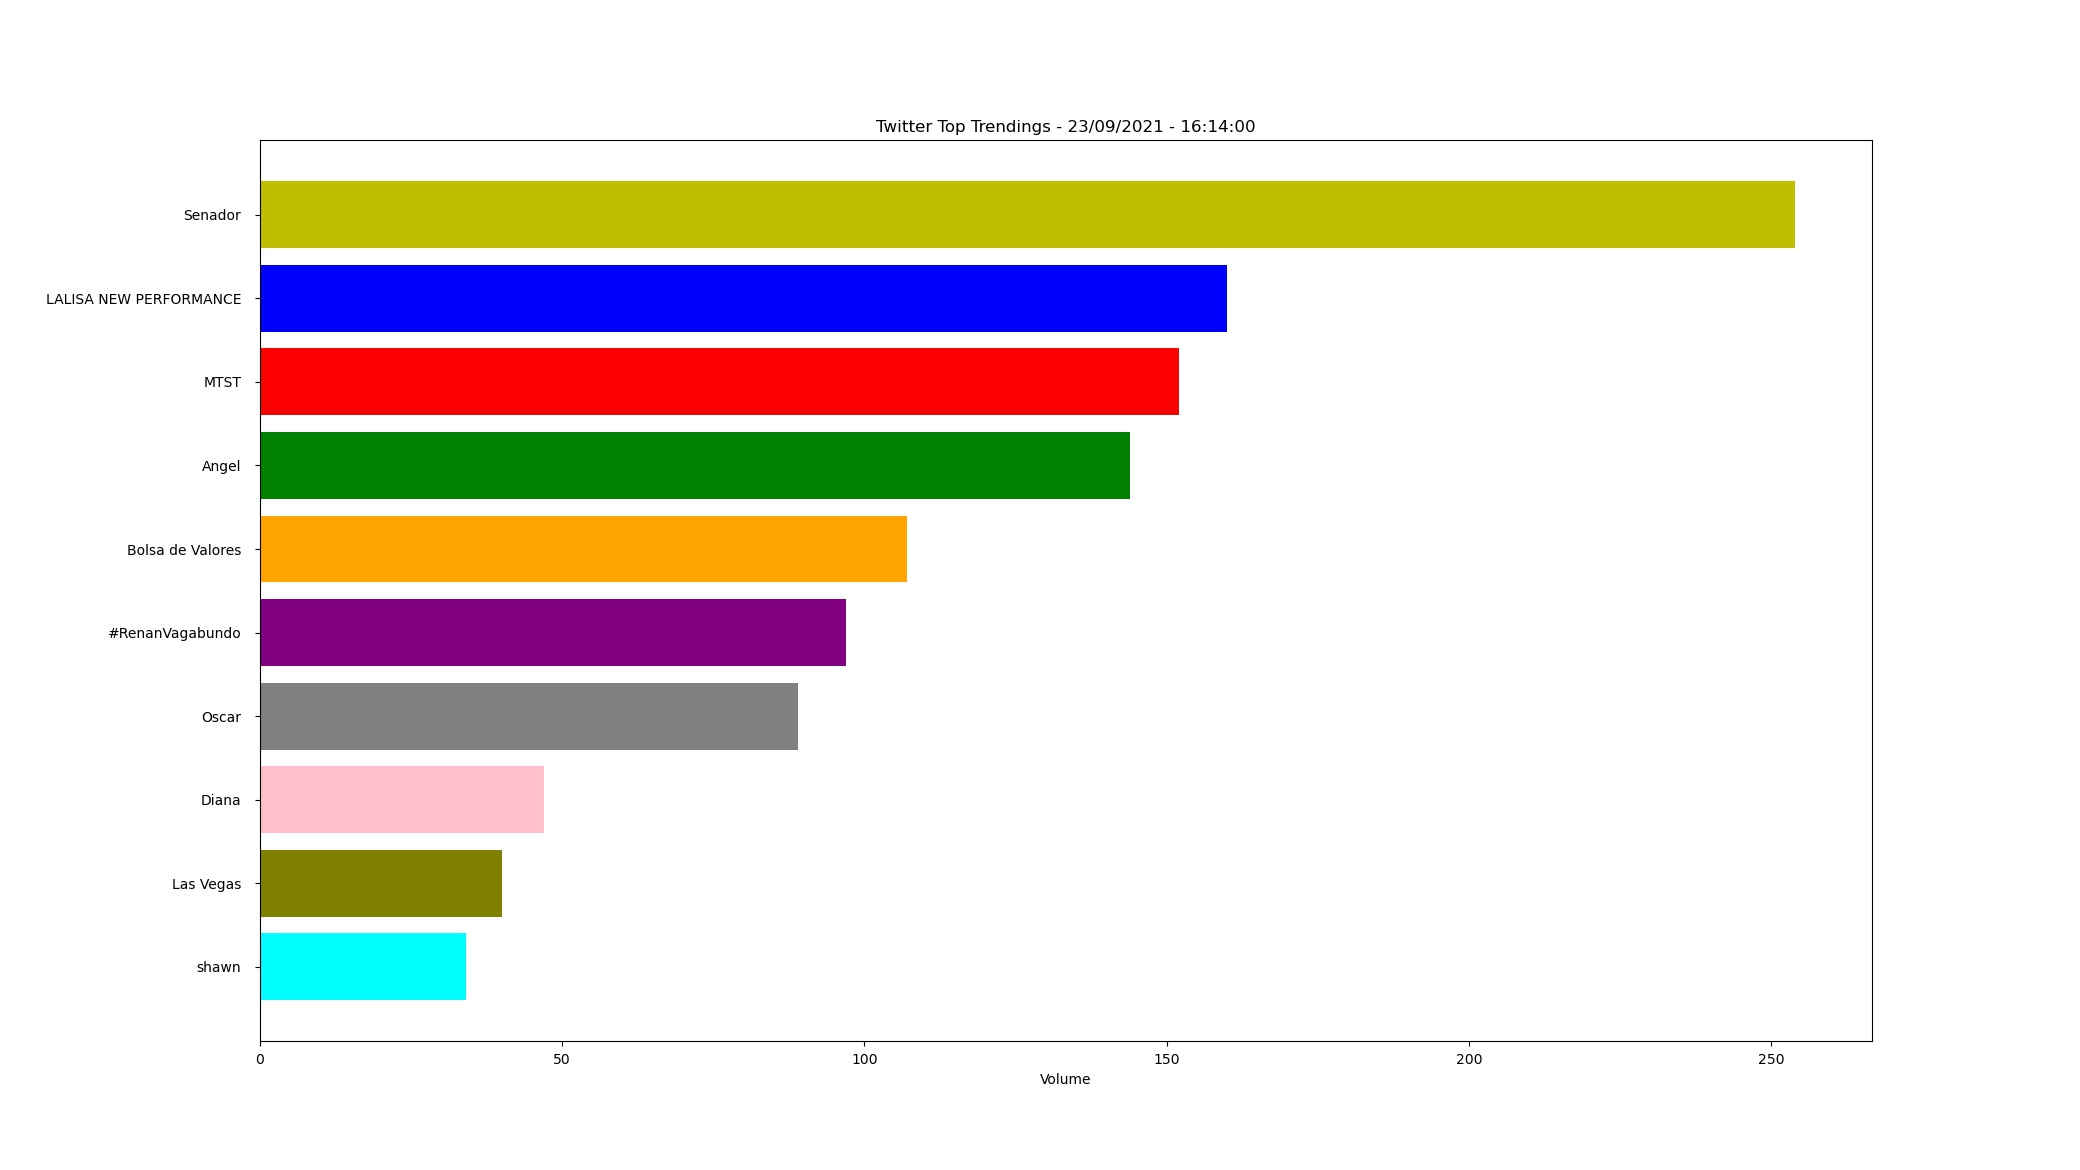 Twitter Top Trendings - 23/09/2021 - 16:14:00
Senador
LALISA NEW PERFORMANCE
MTST
Angel
Bolsa de Valores
#RenanVagabundo
Oscar
Diana
Las Vegas
shawn
0 50 100 150 200 250
Volume